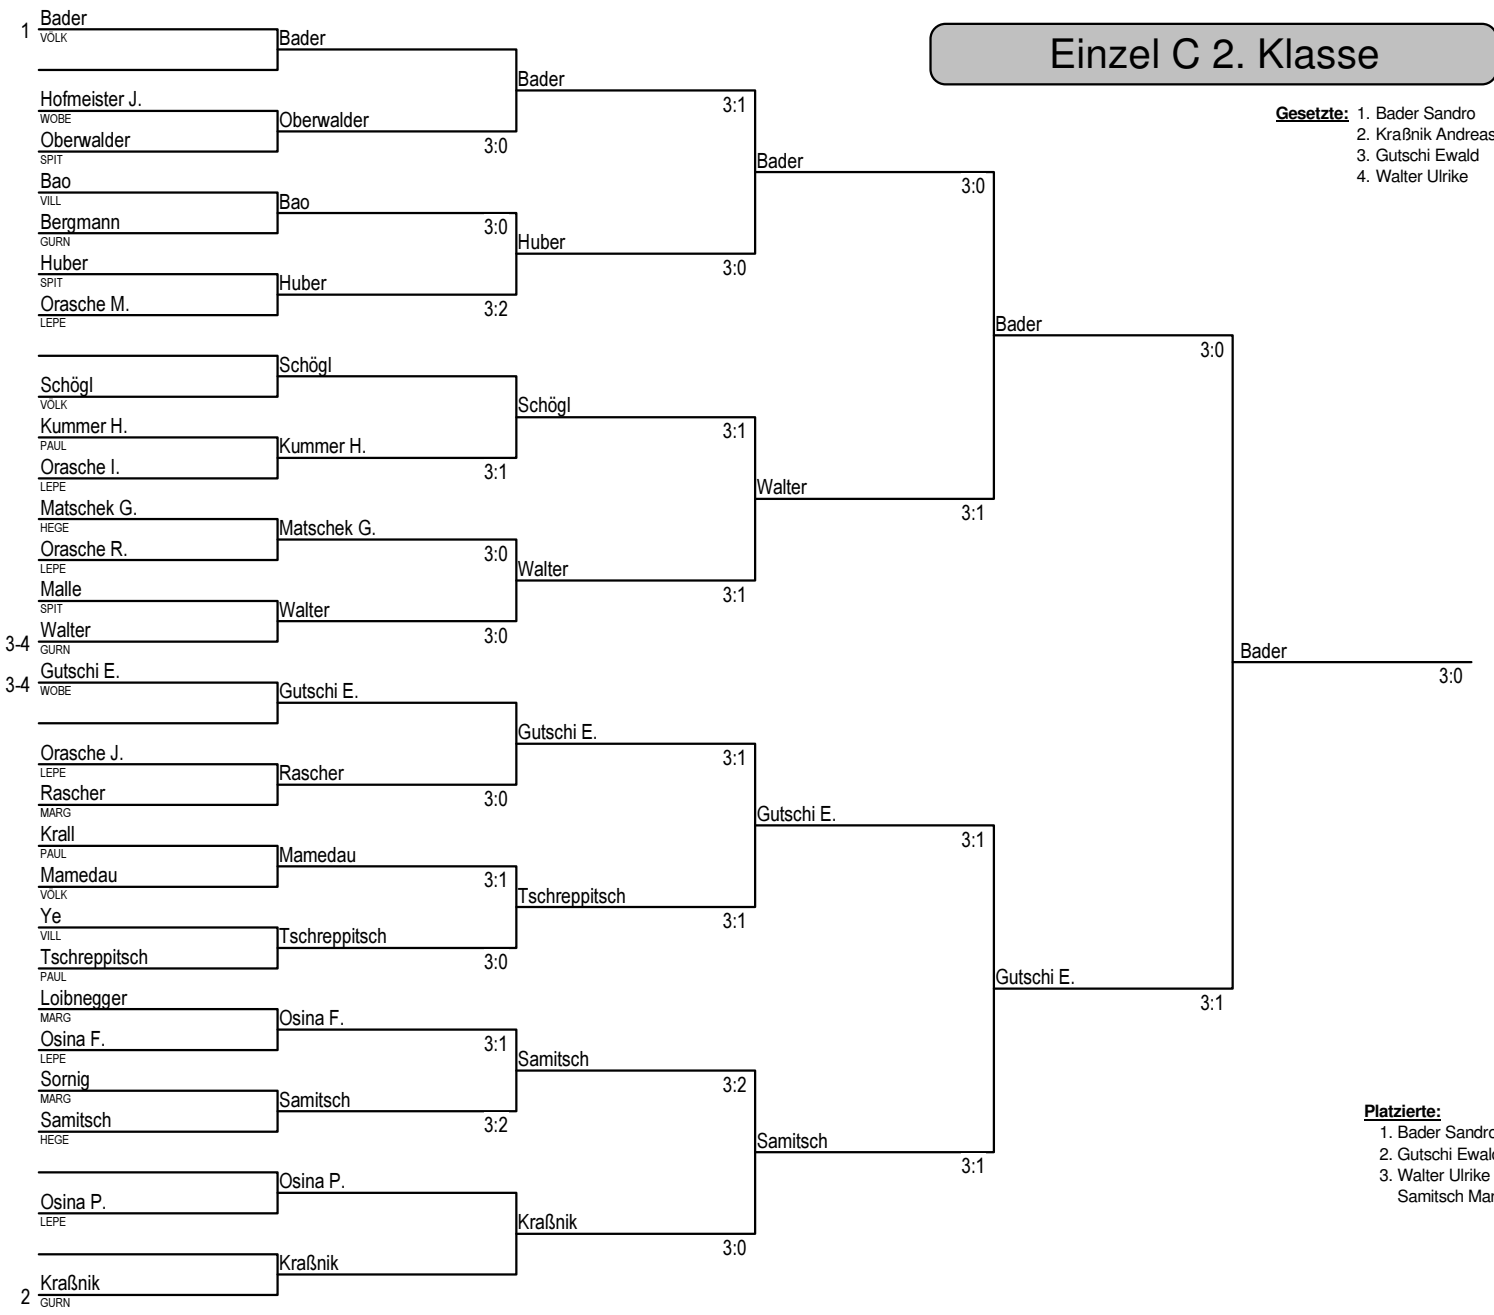 Einzel C 2. Klasse
Gesetzte: 1. Bader Sandro
2. Kraßnik Andreas
3. Gutschi Ewald
4. Walter Ulrike
1 Bader
VÖLK
Hofmeister J.
WOBE
Oberwalder
SPIT
Bao
VILL
Bergmann
GURN
Huber
SPIT
Orasche M.
LEPE
Schögl
VÖLK
Kummer H.
PAUL
Orasche I.
LEPE
Matschek G.
HEGE
Orasche R.
LEPE
Malle
SPIT
3-4 Walter
GURN
3-4 Gutschi E.
WOBE
Orasche J.
LEPE
Rascher
MARG
Krall
PAUL
Mamedau
VÖLK
Ye
VILL
Tschreppitsch
PAUL
Loibnegger
MARG
Osina F.
LEPE
Sornig
MARG
Samitsch
HEGE
Osina P.
LEPE
2 Kraßnik
GURN
Bader
Oberwalder
3:0
Bao
3:0
Huber
3:2
Schögl
Kummer H.
3:1
Matschek G.
3:0
Walter
3:0
Gutschi E.
Rascher
3:0
Mamedau
3:1
Tschreppitsch
3:0
Osina F.
3:1
Samitsch
3:2
Osina P.
Kraßnik
Bader
3:1
Huber
3:0
Schögl
3:1
Walter
3:1
Gutschi E.
3:1
Tschreppitsch
3:1
Samitsch
3:2
Kraßnik
3:0
Bader
3:0
Walter
3:1
Gutschi E.
3:1
Samitsch
3:1
Bader
3:0
Gutschi E.
3:1
Bader
3:0
Platzierte:
1. Bader Sandro
2. Gutschi Ewald
3. Walter Ulrike
Samitsch Mar